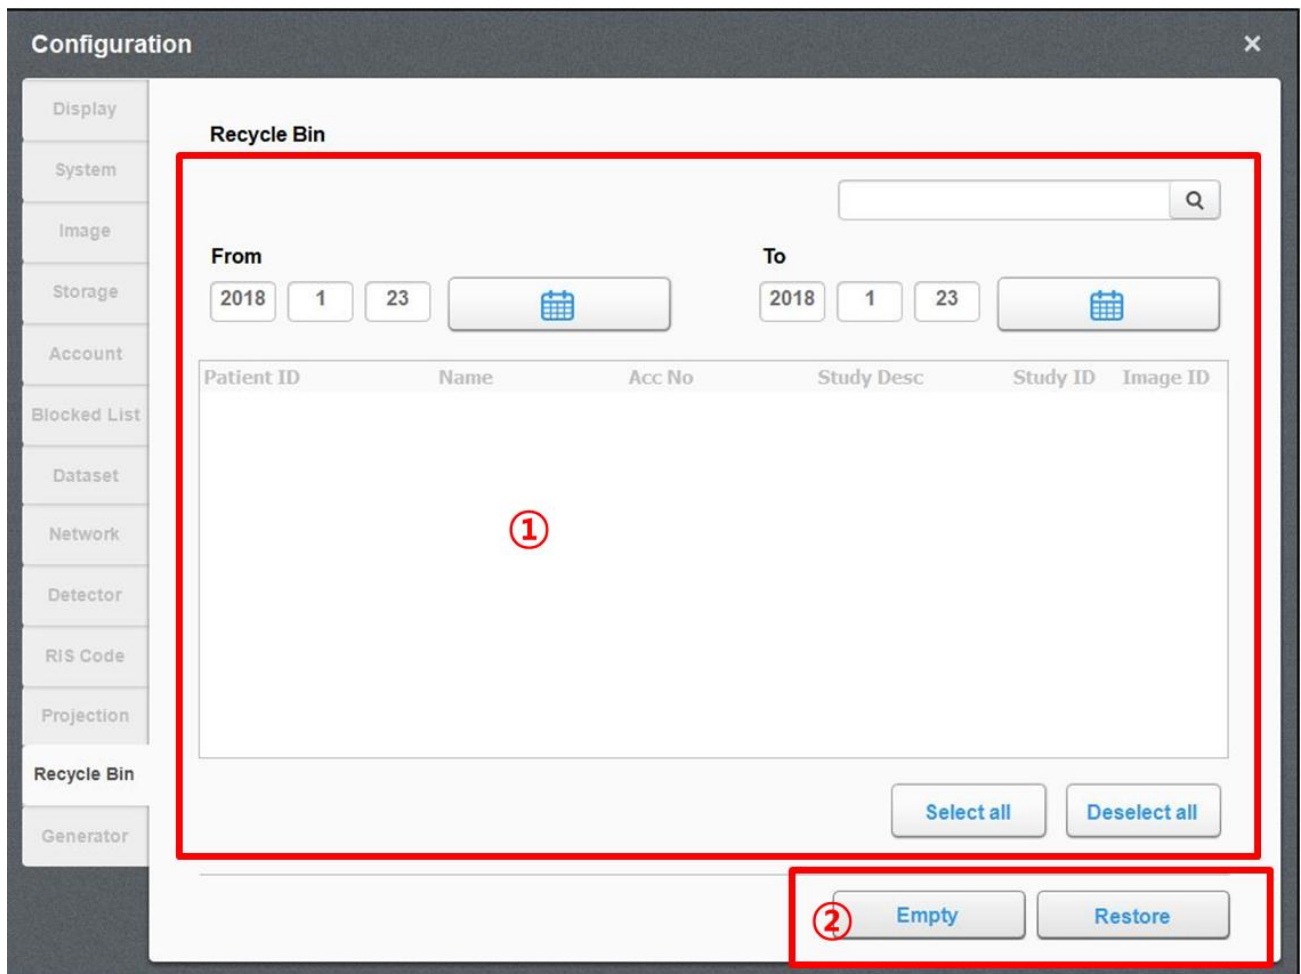 Configuration ×
Display
System
Image
Storage
Account
Blocked List
Dataset
Network
Detector
RIS Code
Projection
Recycle Bin
Generator
Recycle Bin
From To
2018 1 23 2018 1 23
Patient ID Name Acc No Study Desc Study ID Image ID
①
Select all Deselect all
② Empty Restore